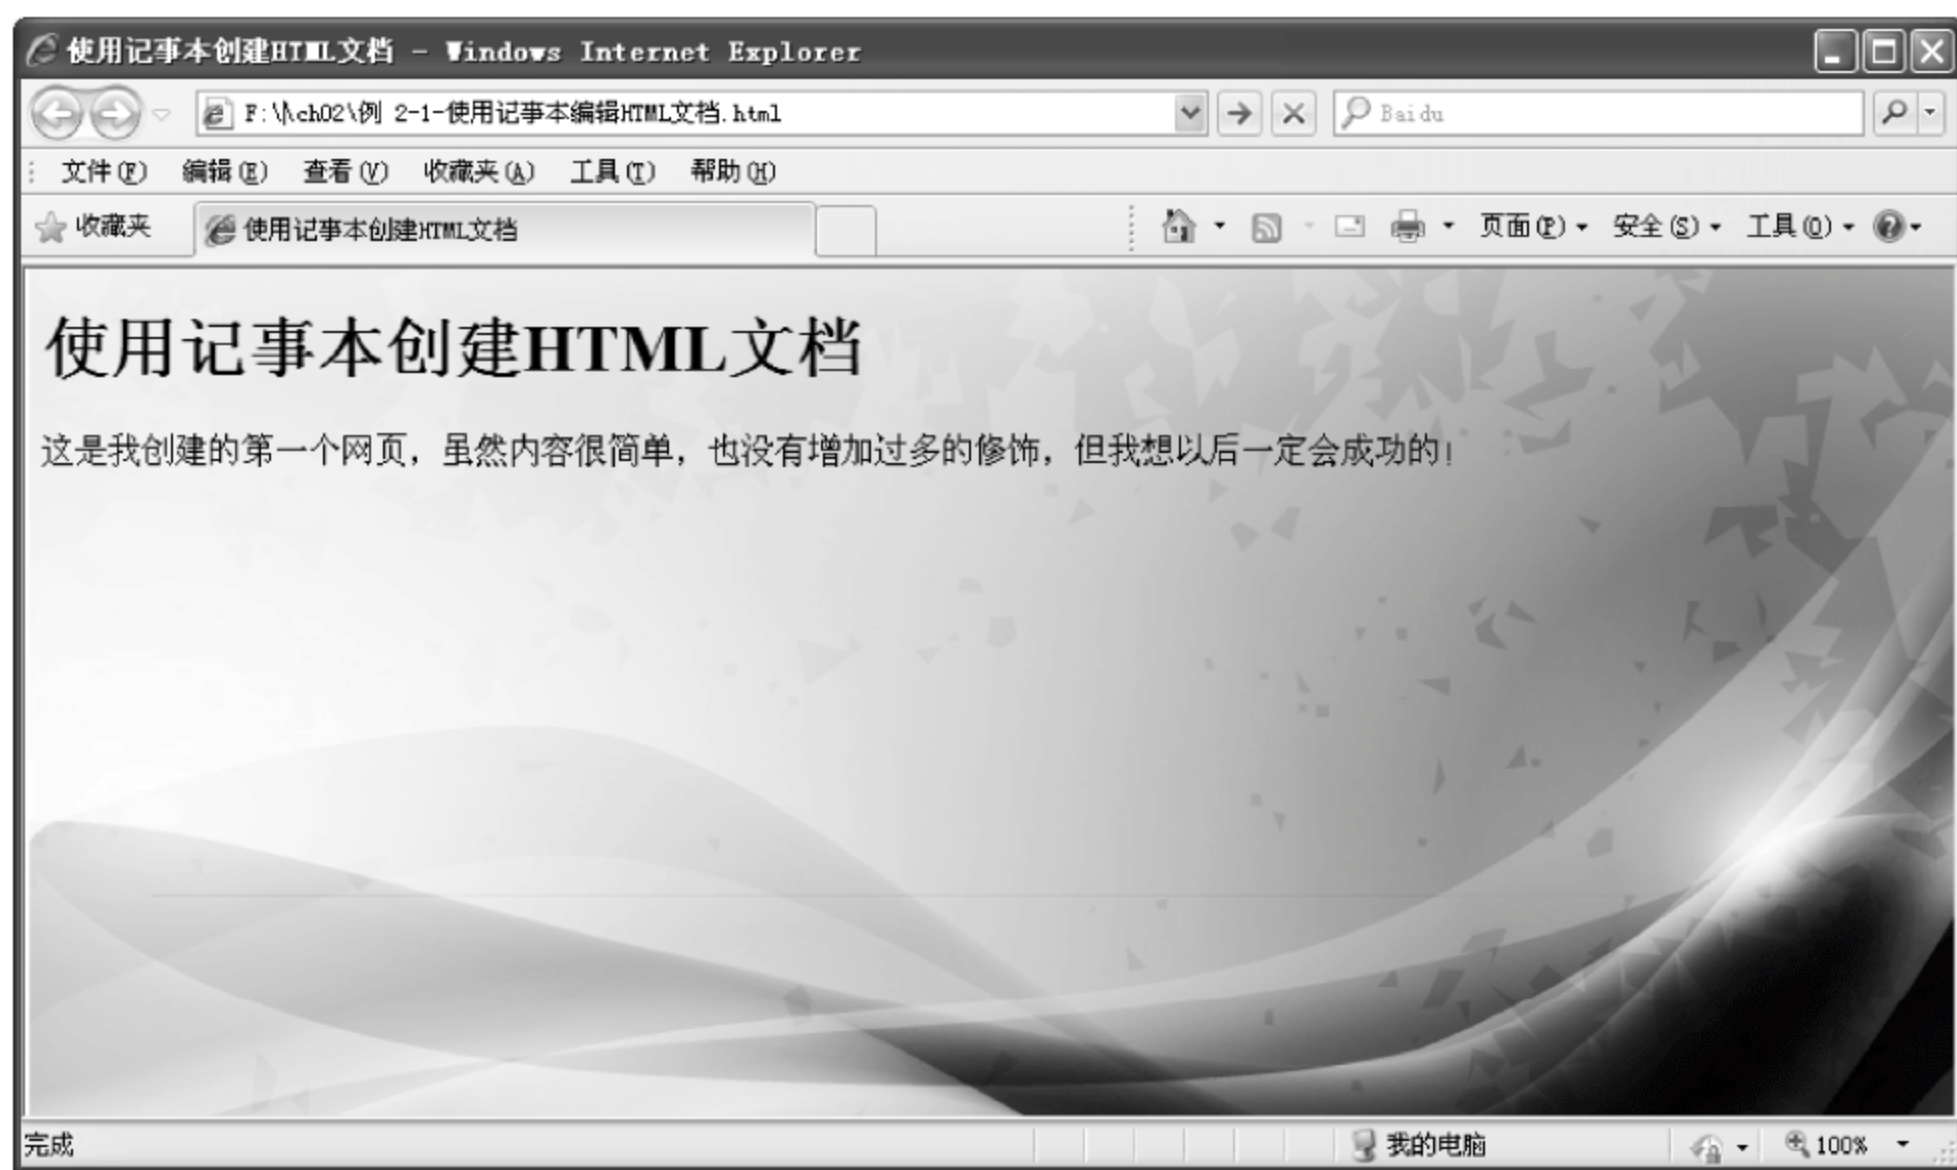 使用记事本创建HTML文档 - Windows Internet Explorer
F:\ch02\例 2-1-使用记事本编辑HTML文档.html
Baidu
文件(F) 编辑(E) 查看(V) 收藏夹(A) 工具(T) 帮助(H)
收藏夹 使用记事本创建HTML文档 页面(P) 安全(S) 工具(O)
使用记事本创建HTML文档
这是我创建的第一个网页，虽然内容很简单，也没有增加过多的修饰，但我想以后一定会成功的!
完成 我的电脑 100%